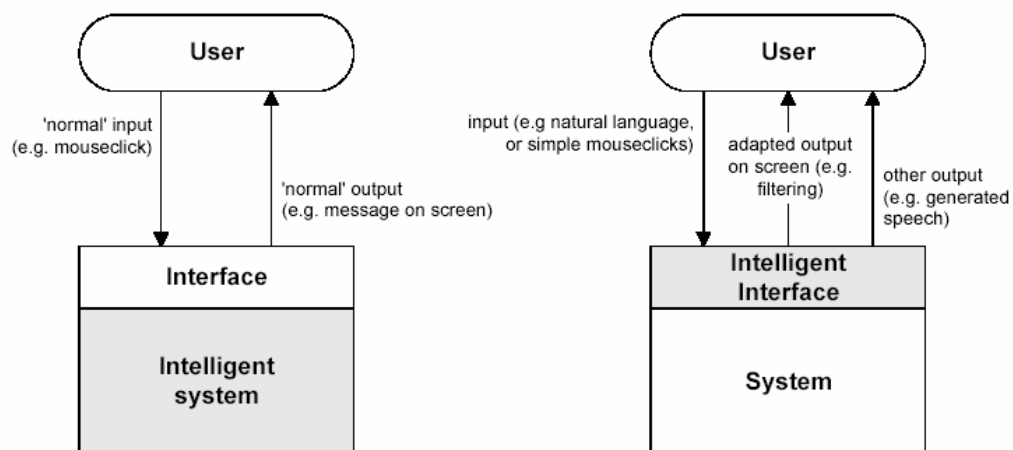 User
'normal' input
(e.g. mouseclick)
'normal' output
(e.g. message on screen)
Interface
Intelligent
system
User
input (e.g natural language,
or simple mouseclicks)
adapted output
on screen (e.g.
filtering)
other output
(e.g. generated
speech)
Intelligent
Interface
System